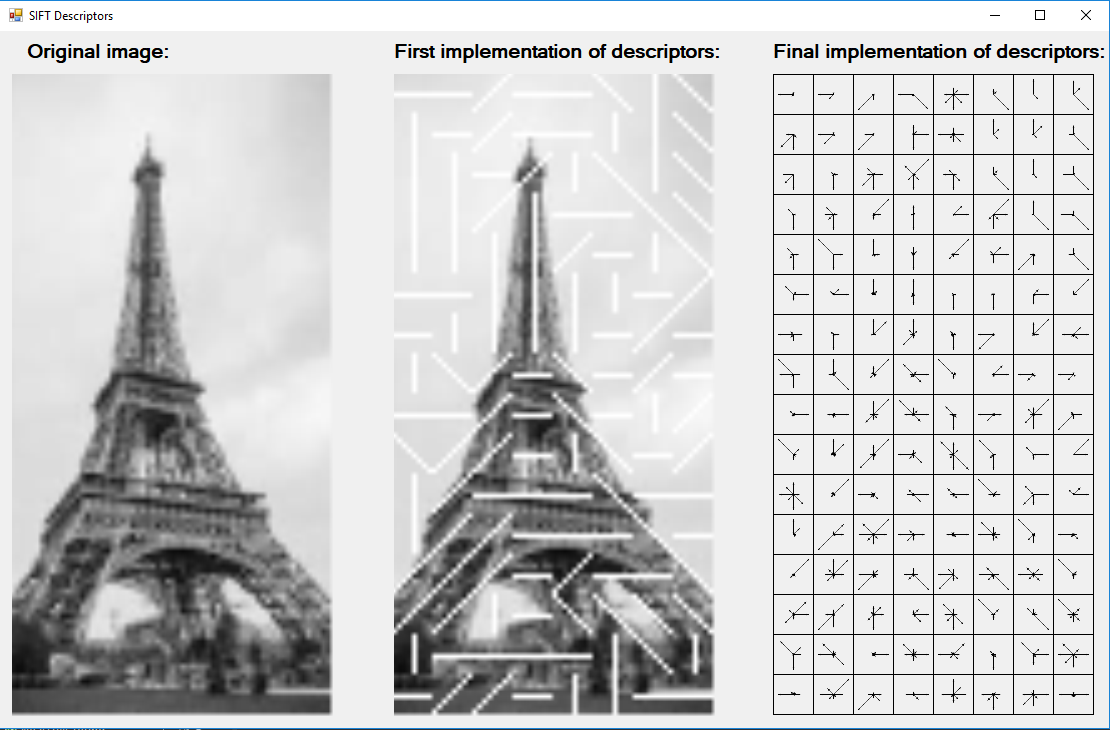 SIFT Descriptors
Original image:
First implementation of descriptors:
Final implementation of descriptors: